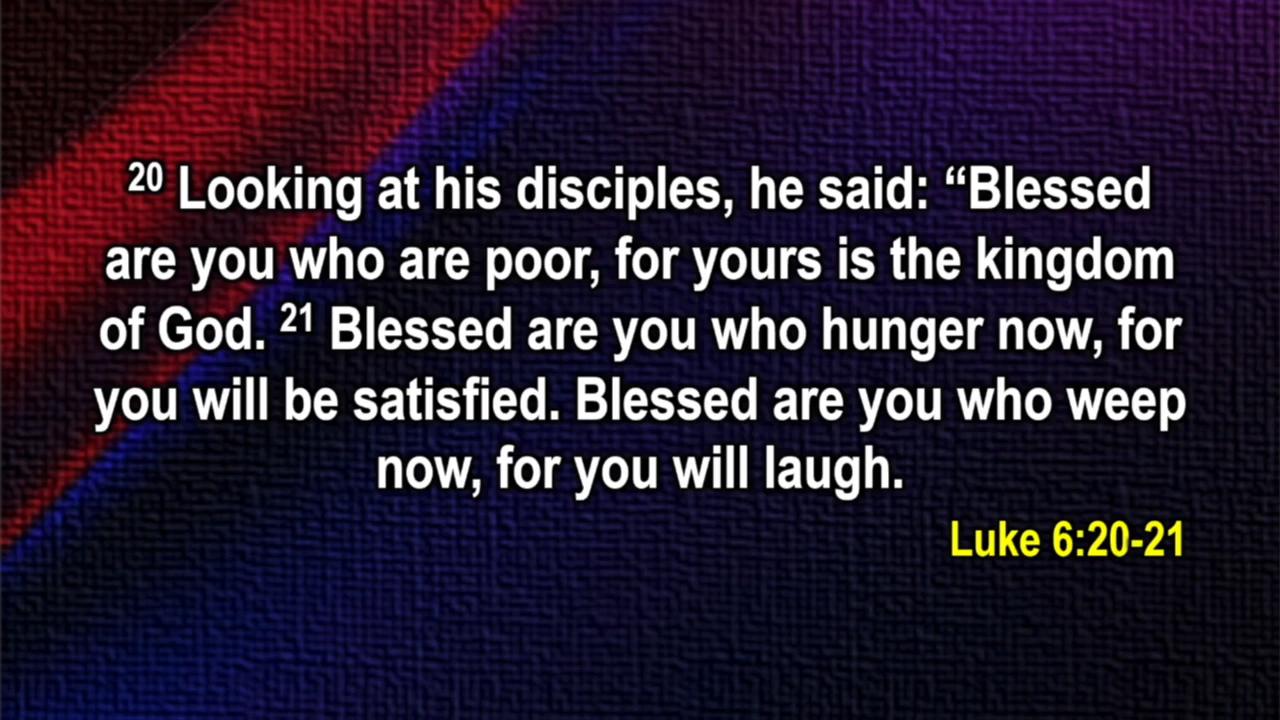 20 Looking at his disciples, he said: “Blessed
are you who are poor, for yours is the kingdom
of God. 21 Blessed are you who hunger now, for
you will be satisfied. Blessed are you who weep
now, for you will laugh.
Luke 6:20-21